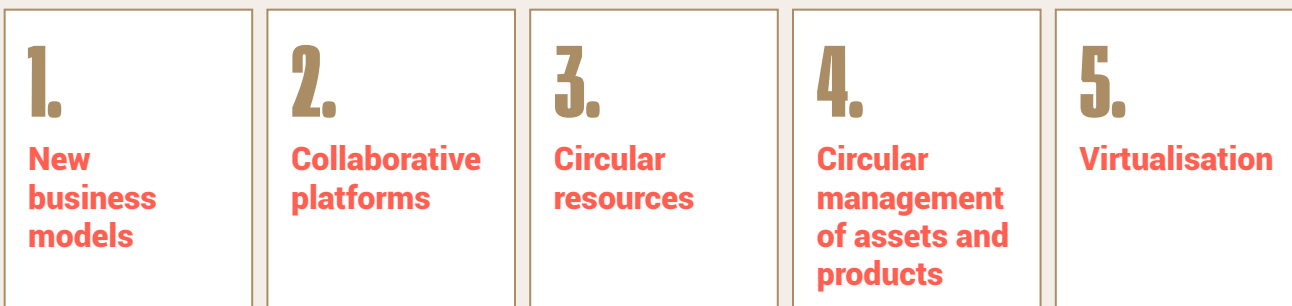 1.
New
business
models
2.
Collaborative
platforms
3.
Circular
resources
4.
Circular
management
of assets and
products
5.
Virtualisation